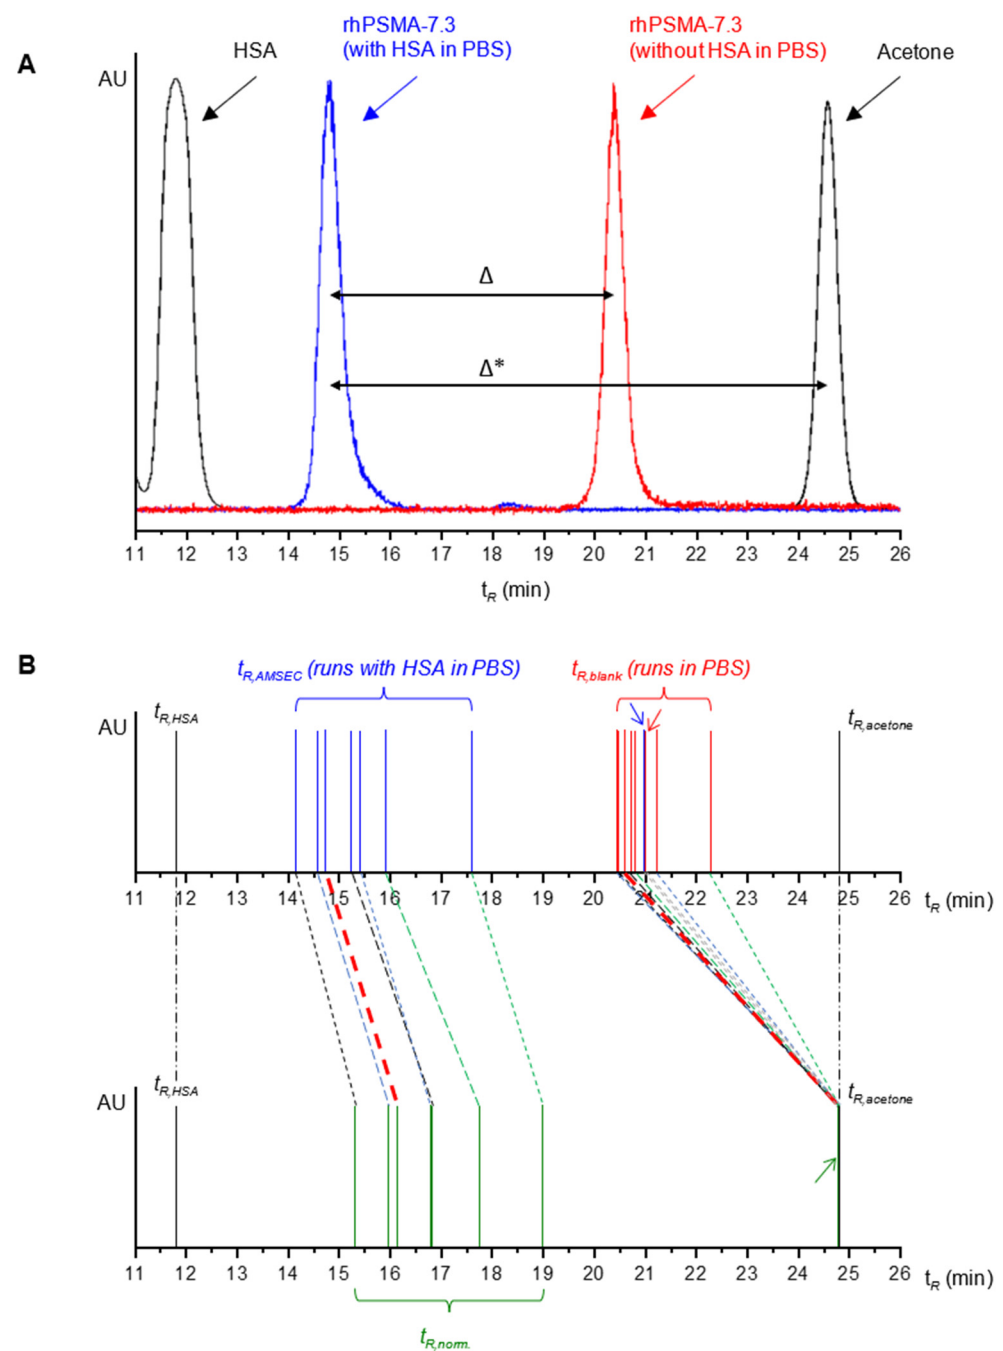 A
AU
HSA
rhPSMA-7.3
(with HSA in PBS)
rhPSMA-7.3
(without HSA in PBS)
Acetone
Δ
Δ*
11 12 13 14 15 16 17 18 19 20 21 22 23 24 25 26
tR (min)
B
tR,AMSEC (runs with HSA in PBS)
tR,blank (runs in PBS)
AU
tR,HSA
tR,acetone
11 12 13 14 15 16 17 18 19 20 21 22 23 24 25 26
tR (min)
AU
tR,HSA
tR,acetone
11 12 13 14 15 16 17 18 19 20 21 22 23 24 25 26
tR (min)
tR,norm.